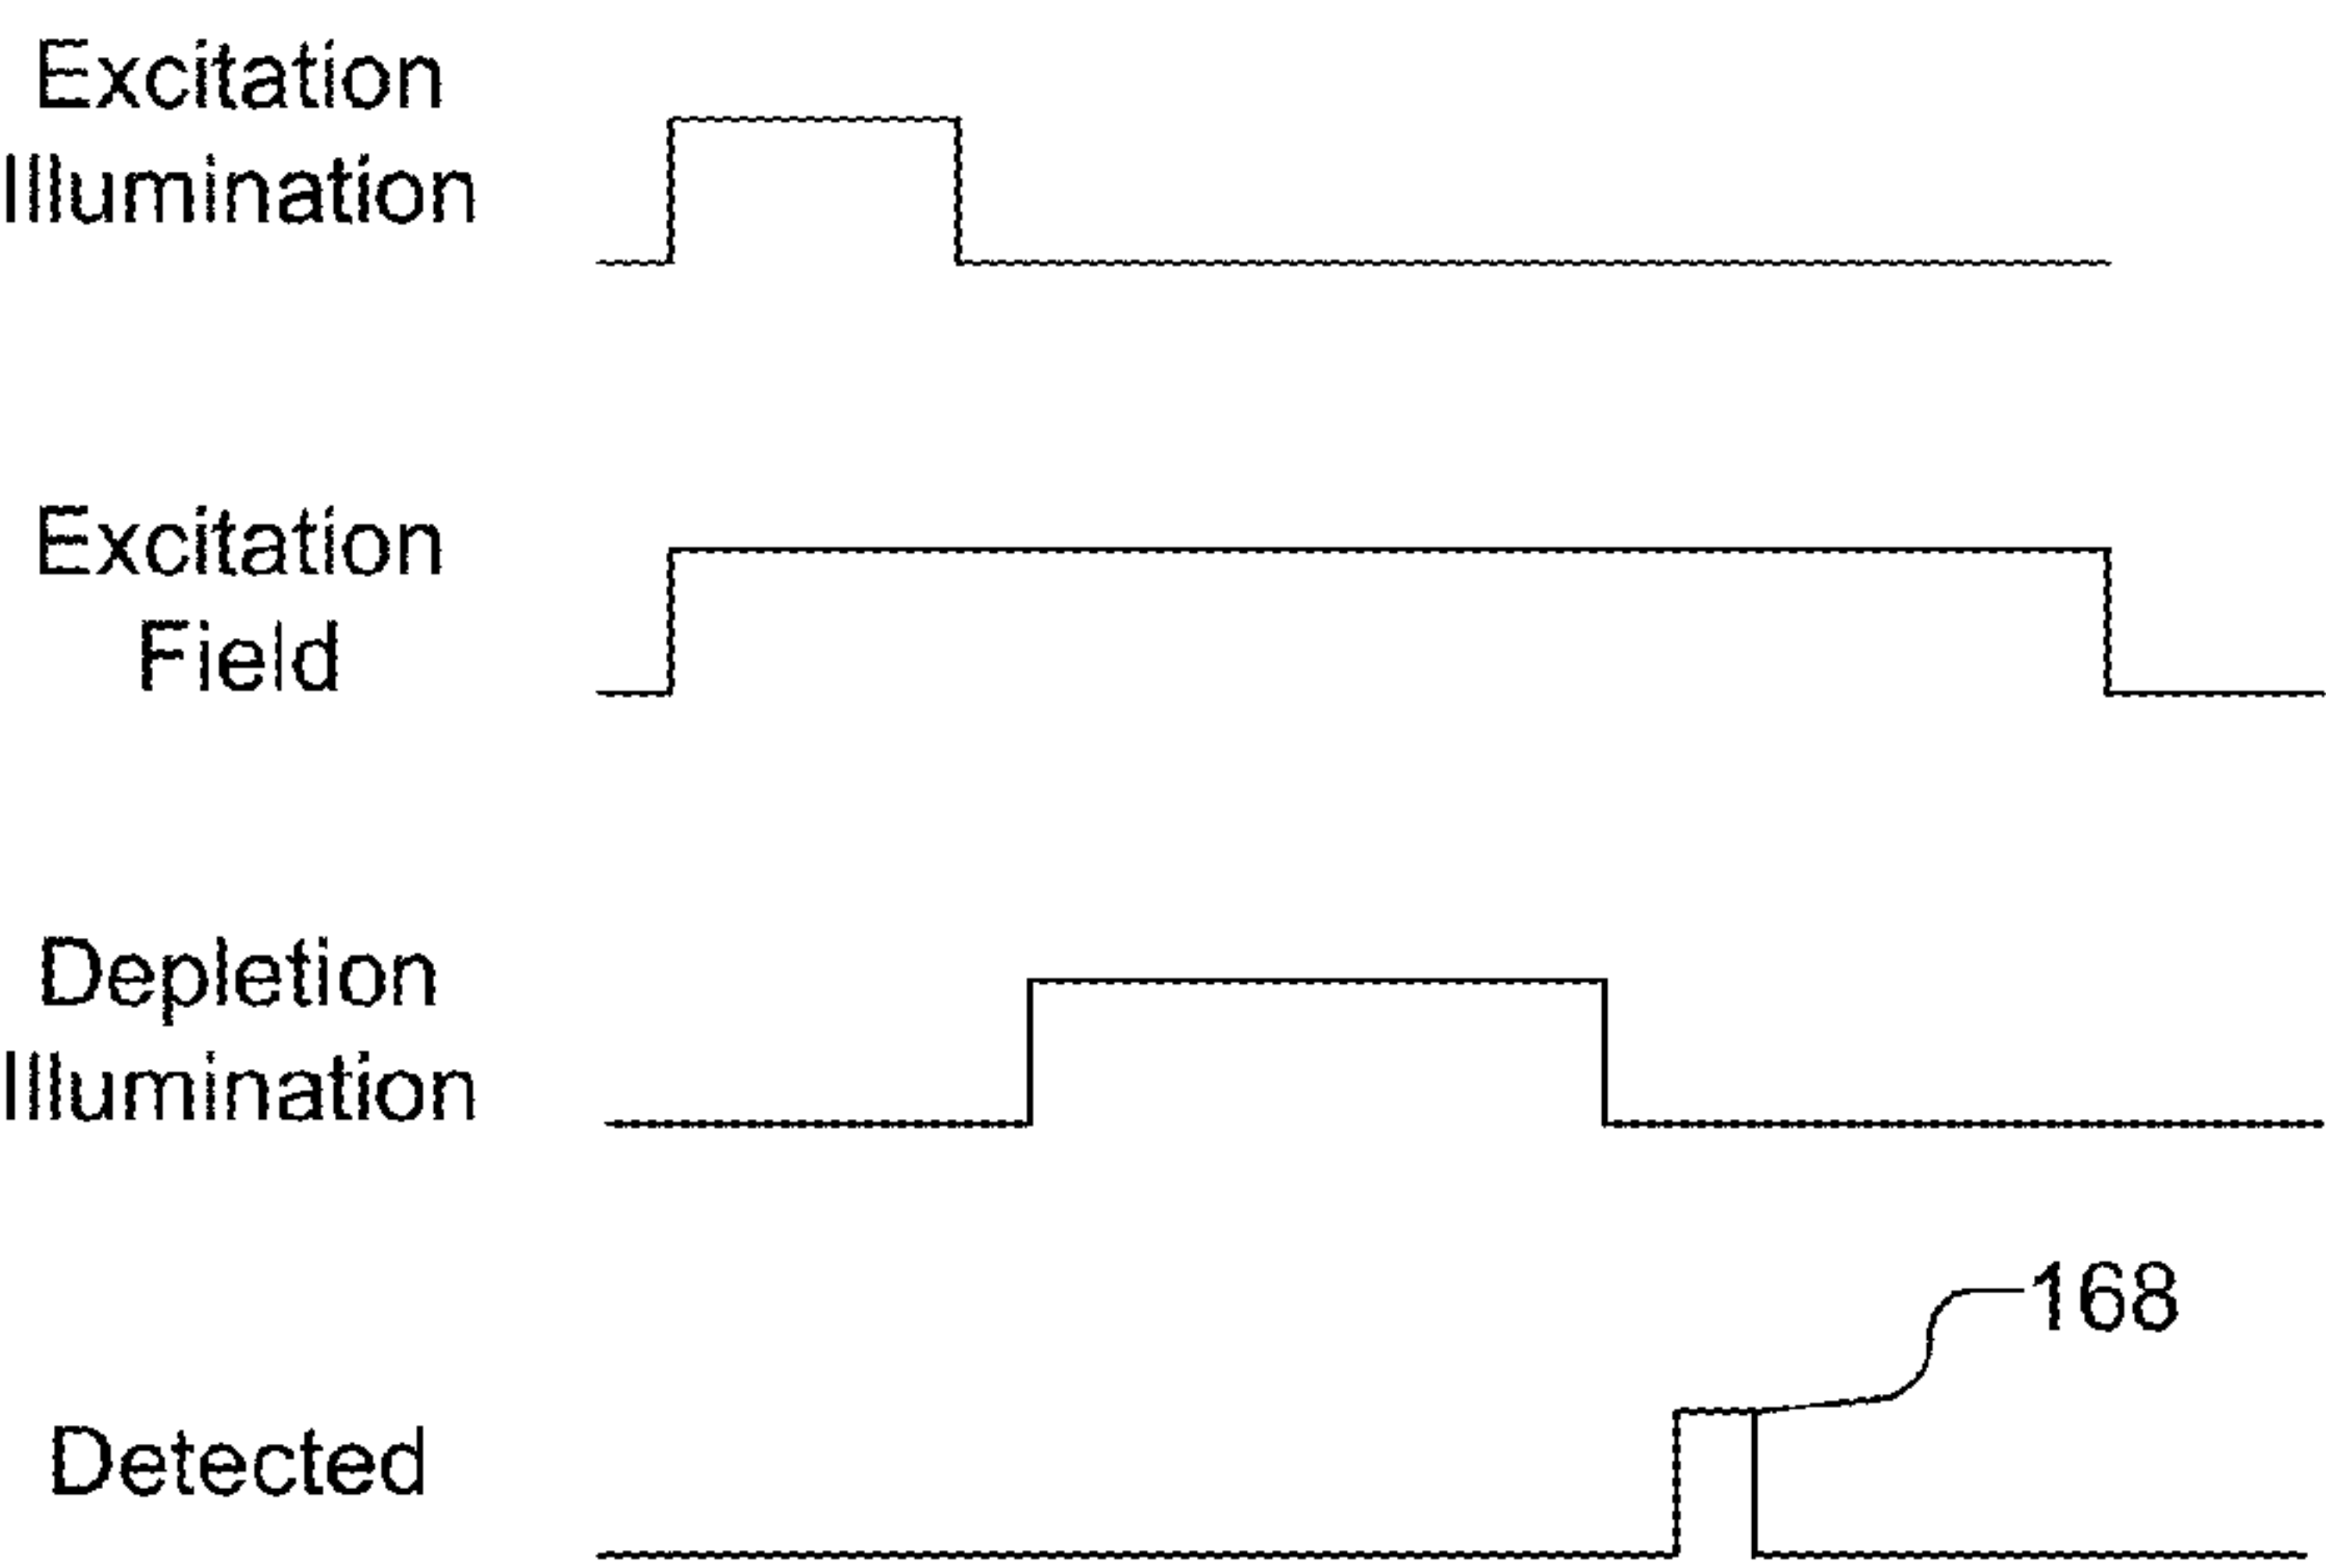 Excitation
Illumination
Excitation
Field
Depletion
Illumination
168
Detected